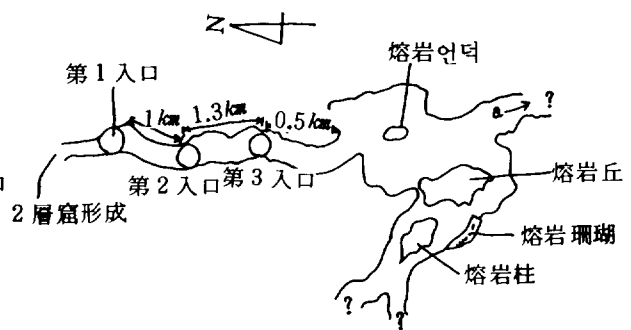 N
第1入口
1km
1.3km
0.5km
熔岩언덕
a
?
第2入口
第3入口
2層窟形成
熔岩丘
熔岩珊瑚
熔岩柱
?
?